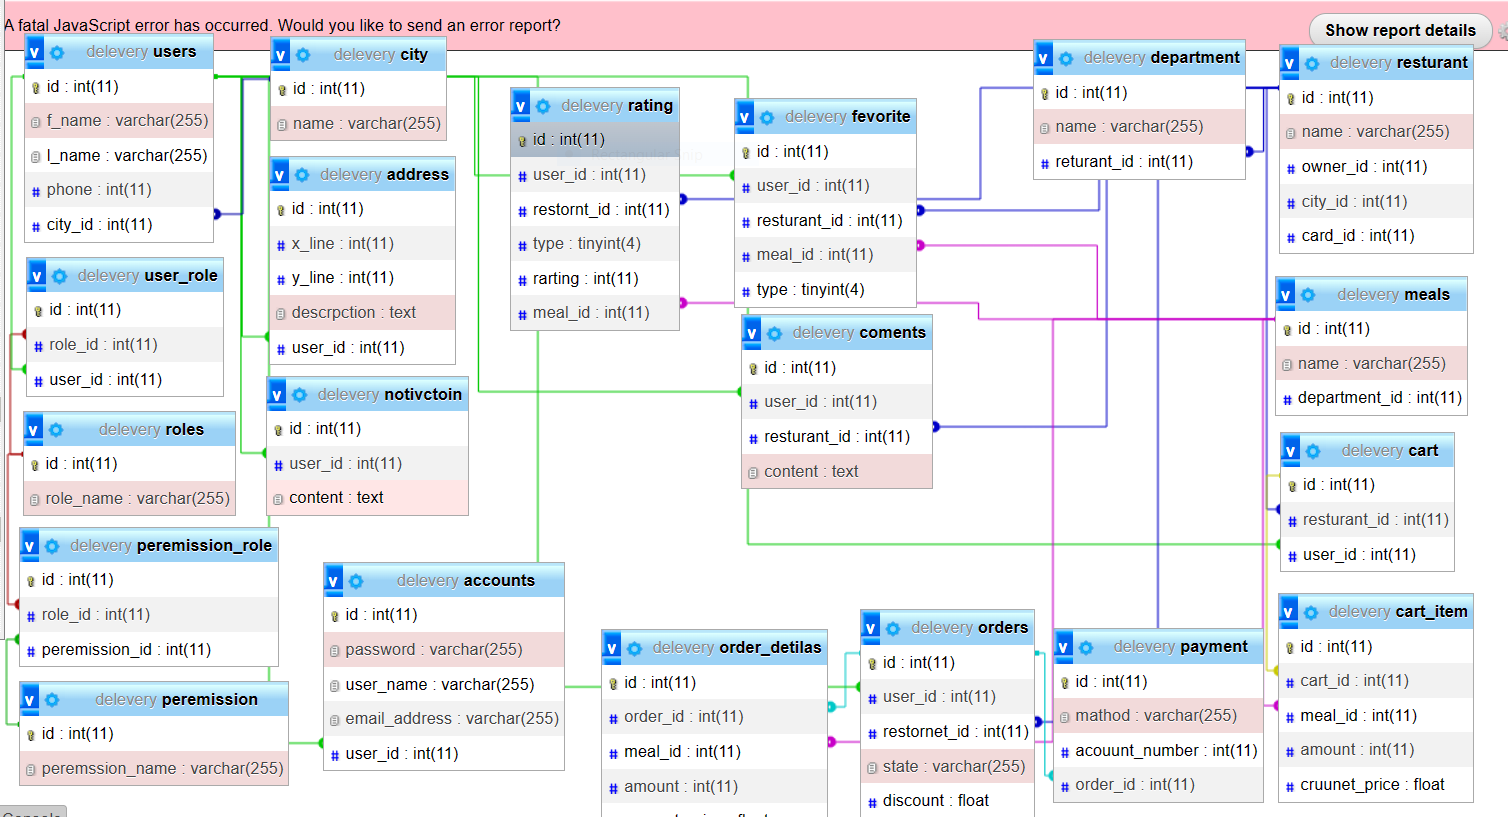 A fatal JavaScript error has occurred. Would you like to send an error report?
Show report details
v delevery users
id : int(11)
f_name : varchar(255)
l_name : varchar(255)
# phone : int(11)
# city_id : int(11)
v delevery city
id : int(11)
name : varchar(255)
v delevery rating
id : int(11)
# user_id : int(11)
# restornt_id : int(11)
# type : tinyint(4)
# rarting : int(11)
# meal_id : int(11)
v delevery fevorite
id : int(11)
# user_id : int(11)
# resturant_id : int(11)
# meal_id : int(11)
# type : tinyint(4)
v delevery department
id : int(11)
name : varchar(255)
# returant_id : int(11)
v delevery resturant
id : int(11)
name : varchar(255)
# owner_id : int(11)
# city_id : int(11)
# card_id : int(11)
v delevery address
id : int(11)
# x_line : int(11)
# y_line : int(11)
descrpction : text
# user_id : int(11)
v delevery user_role
id : int(11)
# role_id : int(11)
# user_id : int(11)
v delevery meals
id : int(11)
name : varchar(255)
# department_id : int(11)
v delevery coments
id : int(11)
# user_id : int(11)
# resturant_id : int(11)
content : text
v delevery notivctoin
id : int(11)
# user_id : int(11)
content : text
v delevery roles
id : int(11)
role_name : varchar(255)
v delevery cart
id : int(11)
# resturant_id : int(11)
# user_id : int(11)
v delevery peremission_role
id : int(11)
# role_id : int(11)
# peremission_id : int(11)
v delevery accounts
id : int(11)
password : varchar(255)
user_name : varchar(255)
email_address : varchar(255)
# user_id : int(11)
v delevery cart_item
id : int(11)
# cart_id : int(11)
# meal_id : int(11)
# amount : int(11)
# cruunet_price : float
v delevery orders
id : int(11)
# user_id : int(11)
# restornet_id : int(11)
state : varchar(255)
# discount : float
v delevery order_detilas
id : int(11)
# order_id : int(11)
# meal_id : int(11)
# amount : int(11)
v delevery payment
id : int(11)
mathod : varchar(255)
# acouunt_number : int(11)
# order_id : int(11)
v delevery peremission
id : int(11)
peremssion_name : varchar(255)